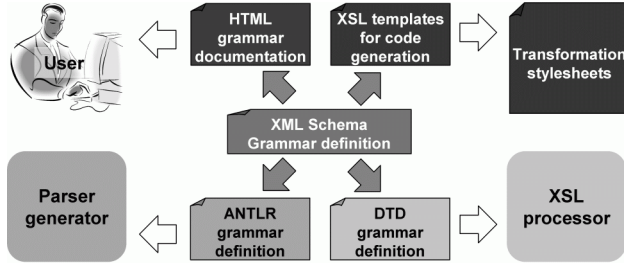 HTML
grammar
documentation
XSL templates
for code
generation
User
Transformation
stylesheets
XML Schema
Grammar definition
Parser
generator
ANTLR
grammar
definition
DTD
grammar
definition
XSL
processor